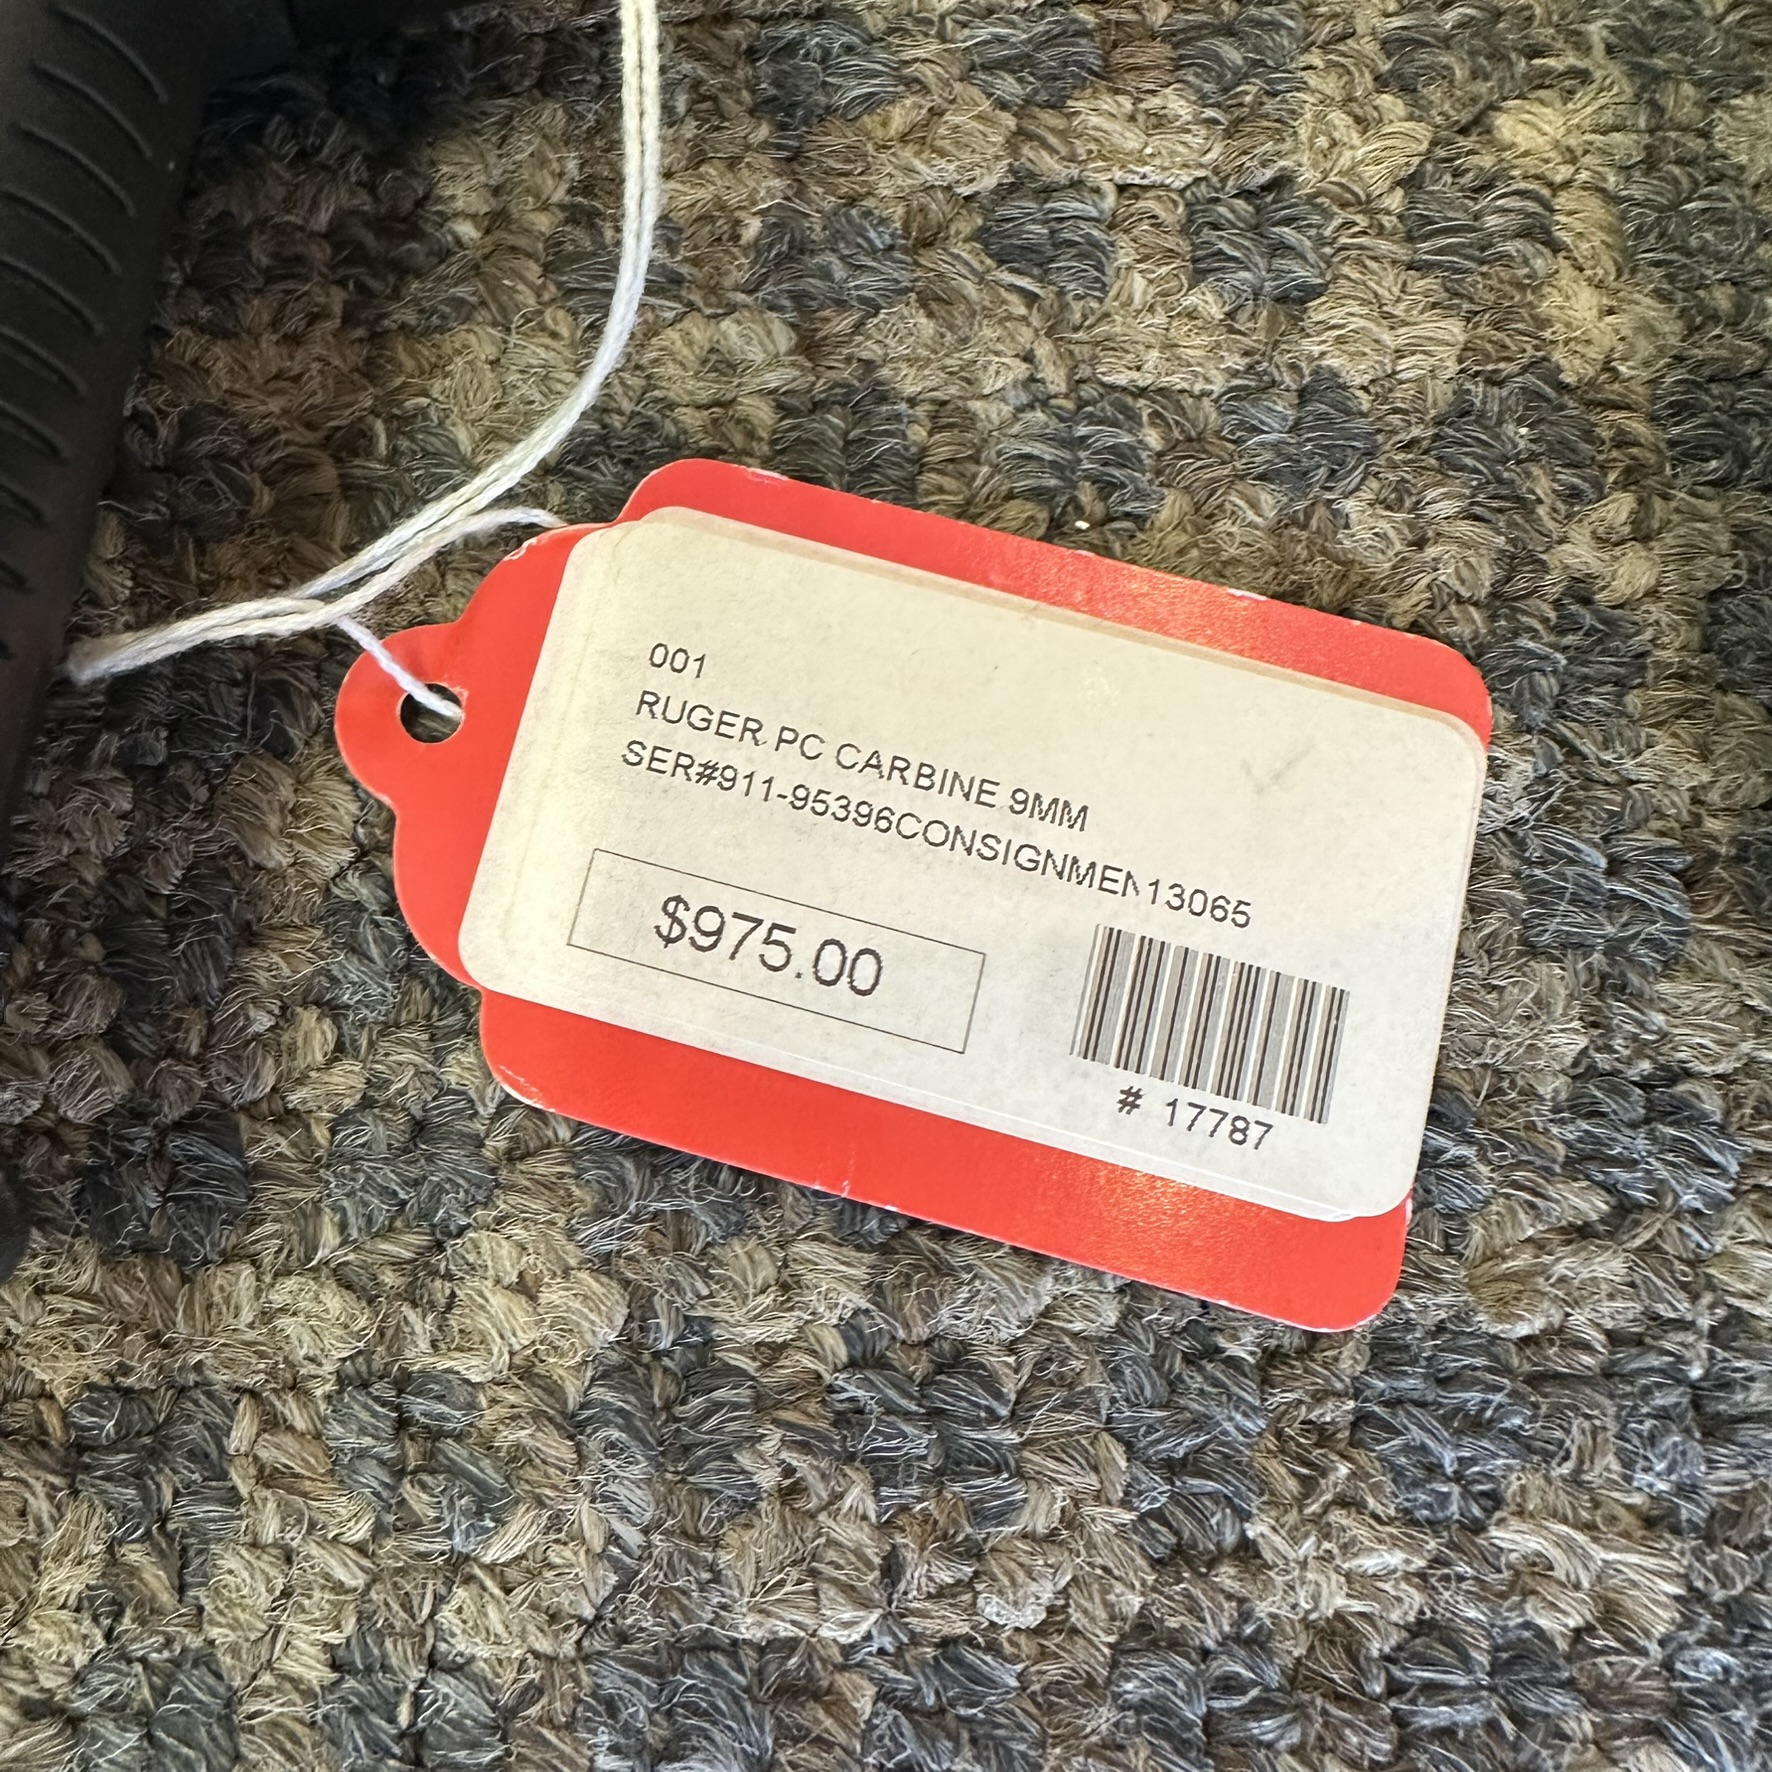 001
RUGER PC CARBINE 9MM
SER#911-95396CONSIGNMEN13065
$975.00
# 17787